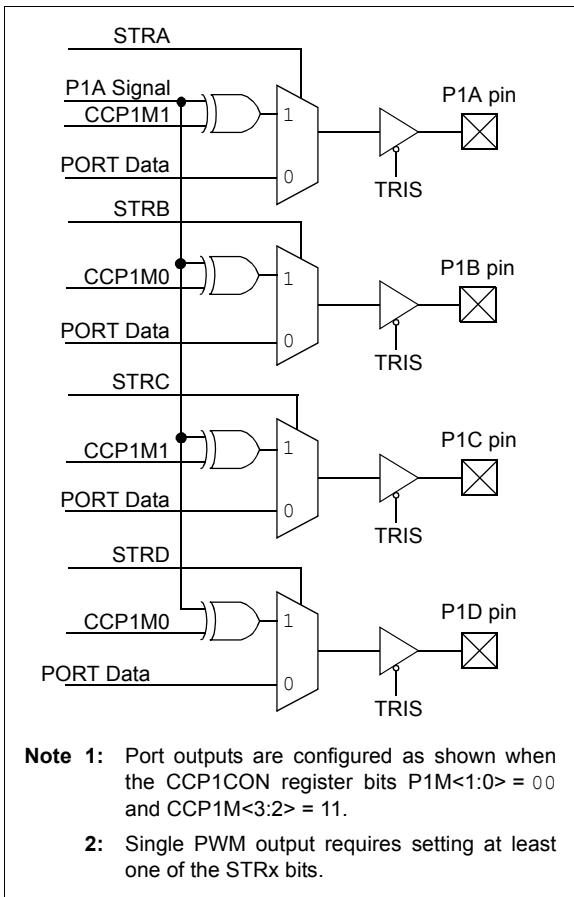 STRA
P1A Signal
CCP1M1
1
P1A pin
PORT Data
0
TRIS
STRB
CCP1M0
1
P1B pin
PORT Data
0
TRIS
STRC
CCP1M1
1
P1C pin
PORT Data
0
TRIS
STRD
CCP1M0
1
P1D pin
PORT Data
0
TRIS
Note 1: Port outputs are configured as shown when
the CCP1CON register bits P1M<1:0> = 00
and CCP1M<3:2> = 11.
2: Single PWM output requires setting at least
one of the STRx bits.